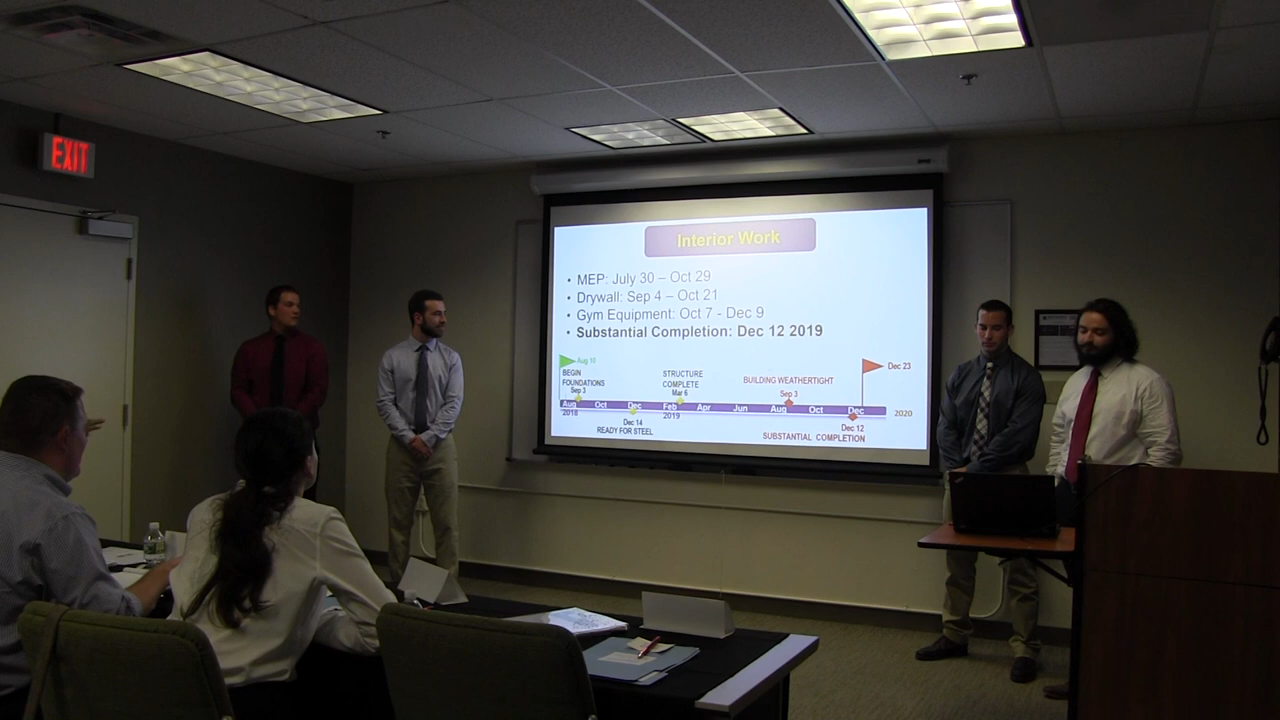 EXIT
Interior Work
• MEP: July 30 – Oct 29
• Drywall: Sep 4 – Oct 21
• Gym Equipment: Oct 7 - Dec 9
• Substantial Completion: Dec 12 2019
Aug 10
Dec 23
BEGIN
FOUNDATIONS
Sep 3
STRUCTURE
COMPLETE
Mar 6
BUILDING WEATHERTIGHT
Sep 3
Aug Oct Dec Feb Apr Jun Aug Oct Dec 2020
2018 2019
Dec 14
READY FOR STEEL
Dec 12
SUBSTANTIAL COMPLETION